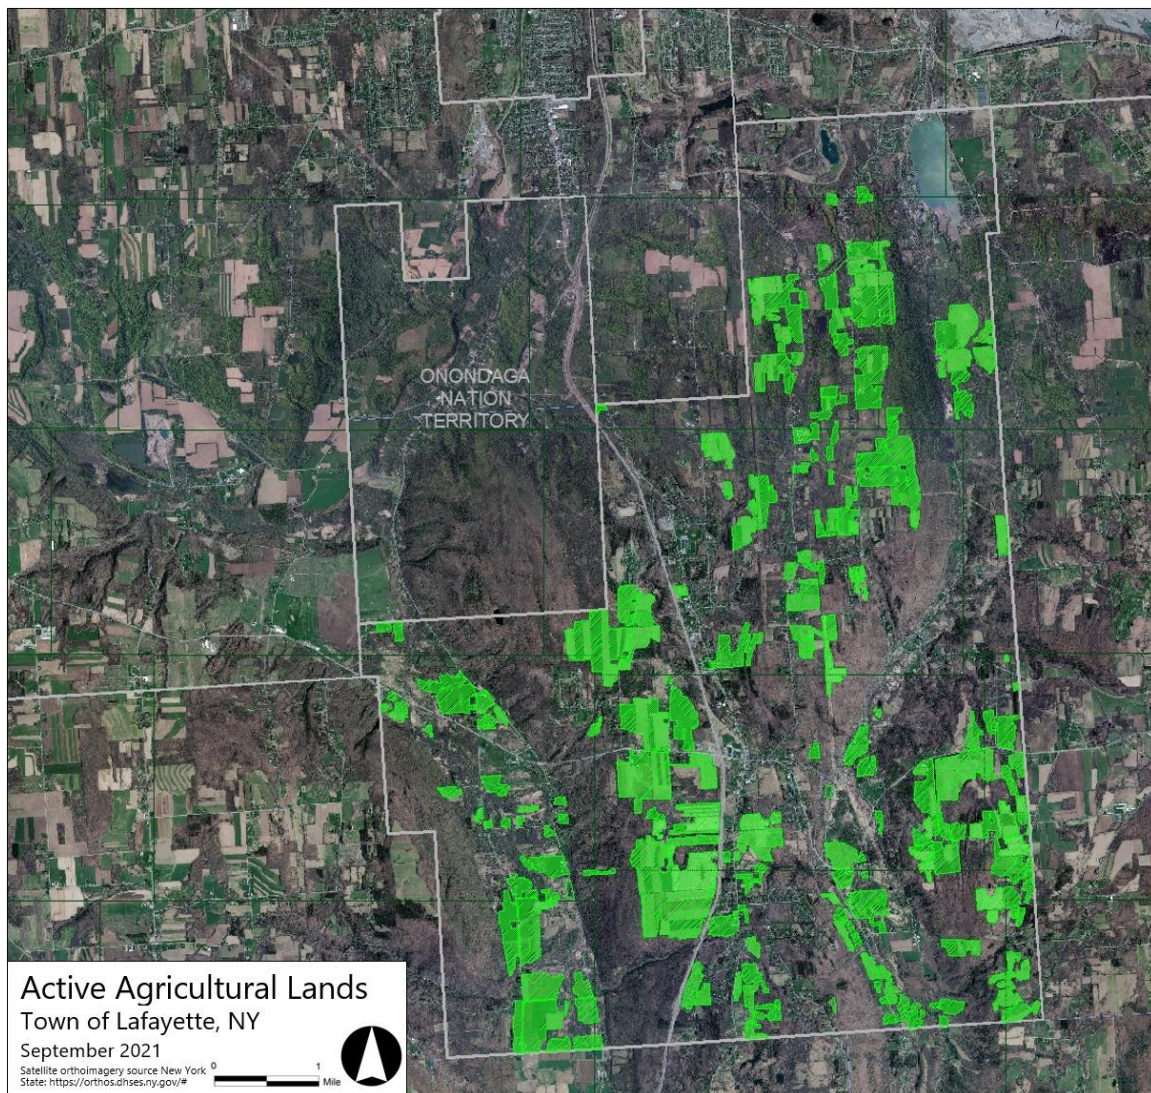 ONONDAGA
NATION
TERRITORY
Active Agricultural Lands
Town of Lafayette, NY
September 2021
Satellite orthoimagery source New York
State: https://orthos.dhses.ny.gov/#
0 1
Mile